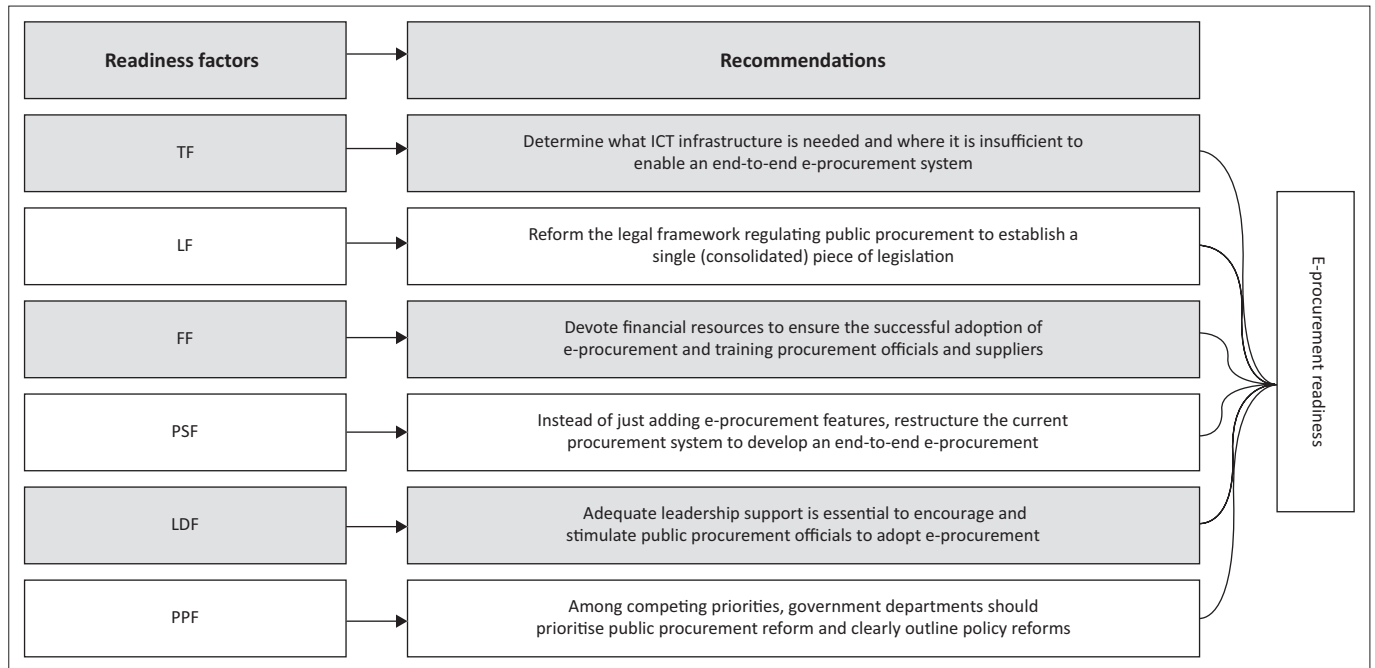 Readiness factors
Recommendations
TF
Determine what ICT infrastructure is needed and where it is insufficient to
enable an end-to-end e-procurement system
LF
Reform the legal framework regulating public procurement to establish a
single (consolidated) piece of legislation
FF
Devote financial resources to ensure the successful adoption of
e-procurement and training procurement officials and suppliers
PSF
Instead of just adding e-procurement features, restructure the current
procurement system to develop an end-to-end e-procurement
LDF
Adequate leadership support is essential to encourage and
stimulate public procurement officials to adopt e-procurement
PPF
Among competing priorities, government departments should
prioritise public procurement reform and clearly outline policy reforms
E-procurement readiness